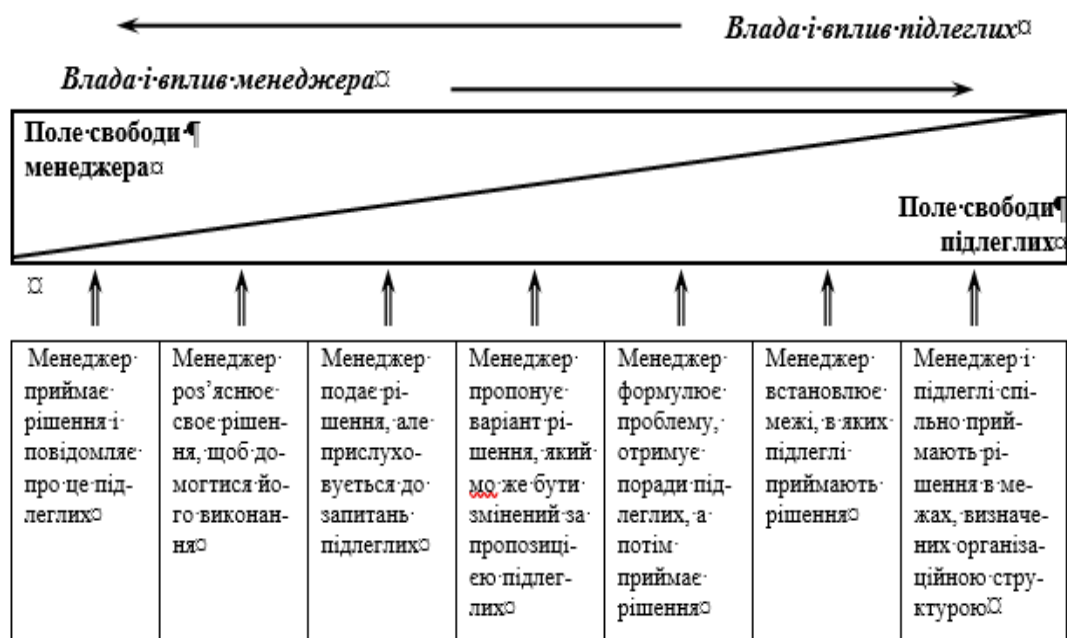 Влада·і·вплив·підлеглих¤
Влада·і·вплив·менеджера¤
Поле·свободи·¶
менеджера¤
Поле·свободи¶
підлеглих¤
¤
Менеджер·
приймає·
рішення·і·
повідомляє·
про·це·під-
леглих¤
Менеджер·
роз’яснює·
своє·рішен-
ня,·щоб·до-
могтися·йо-
го·виконан-
ня¤
Менеджер·
подає·рі-
шення,·але·
прислухо-
вується·до·
запитань·
підлеглих¤
Менеджер·
пропонує·
варіант·рі-
шення,·який·
мо·же·бути·
змінений·за·
пропозиці-
єю·підлег-
лих¤
Менеджер·
формулює·
проблему,·
отримує·
поради·під-
леглих,·а·
потім·
приймає·
рішення¤
Менеджер·
встановлює·
межі,·в·яких·
підлеглі·
приймають·
рішення¤
Менеджер·і·
підлеглі·спі-
льно·прий-
мають·рі-
шення·в·ме-
жах,·визначе-
них·організа-
ційною·стру-
ктурою¤